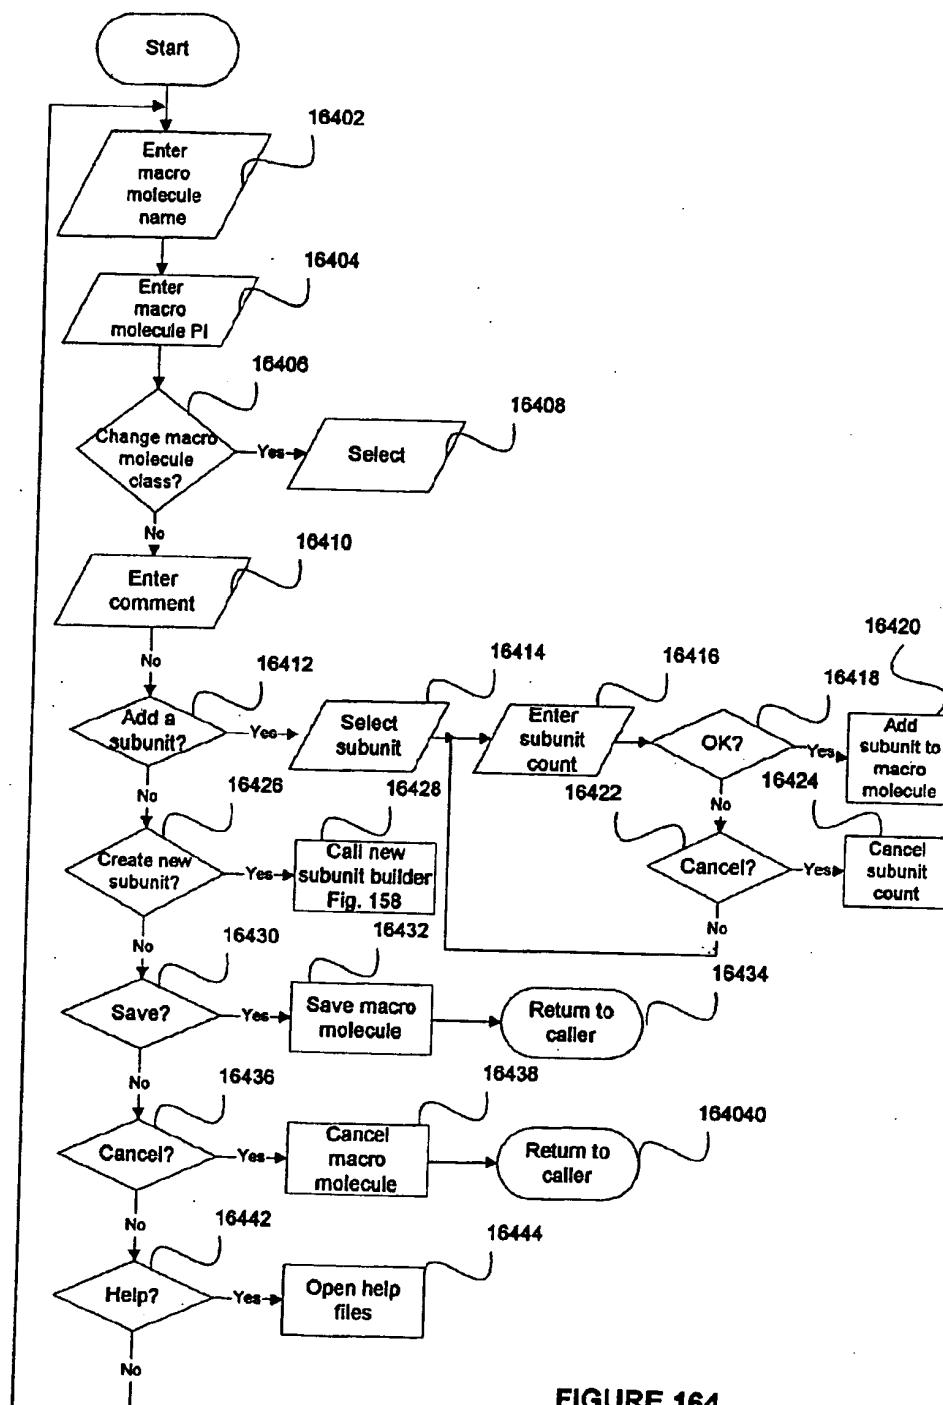 Start
16402
Enter
macro
molecule
name
16404
Enter
macro
molecule PI
16406
Change macro
molecule
class?
Yes
16408
Select
No
16410
Enter
comment
No
16412
Add a
subunit?
Yes
16414
Select
subunit
16416
Enter
subunit
count
16418
OK?
Yes
16420
Add
subunit to
macro
molecule
No
16422
Cancel?
Yes
16424
Cancel
subunit
count
No
No
16426
Create new
subunit?
Yes
16428
Call new
subunit builder
Fig. 158
No
16430
Save?
Yes
16432
Save macro
molecule
16434
Return to
caller
No
16436
Cancel?
Yes
16438
Cancel
macro
molecule
164040
Return to
caller
No
16442
Help?
Yes
16444
Open help
files
No
FIGURE 164